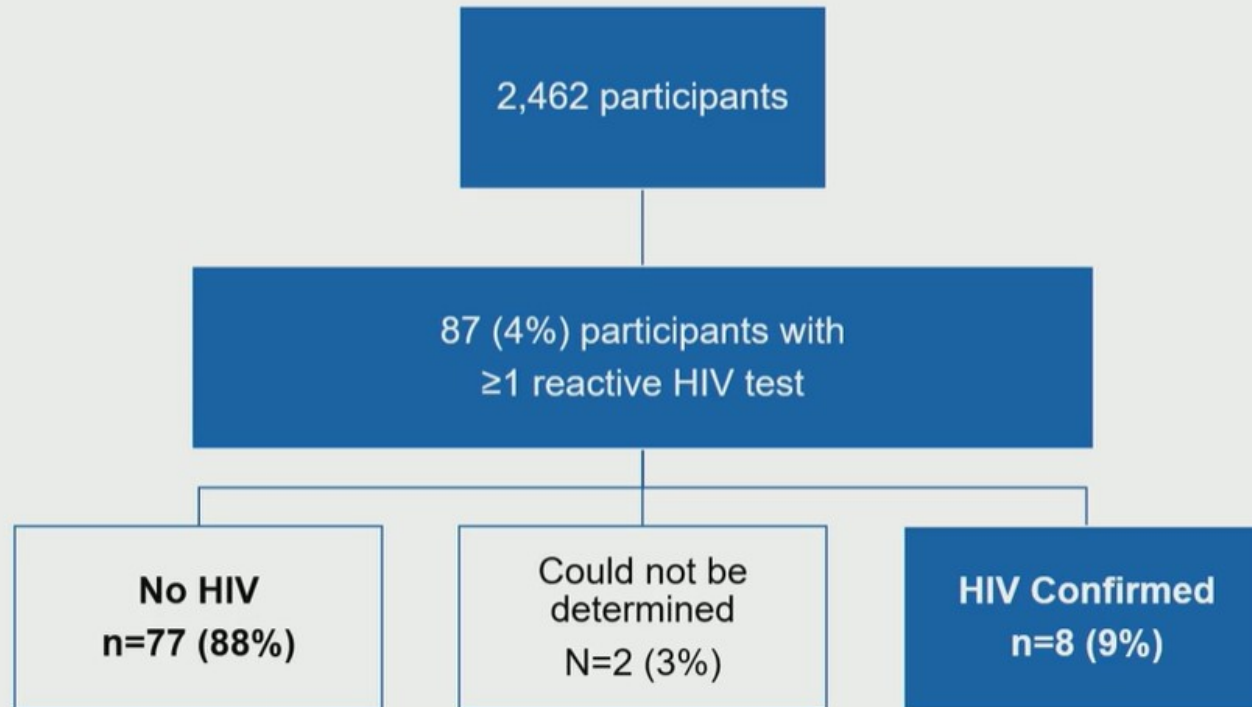 2,462 participants
87 (4%) participants with
≥1 reactive HIV test
No HIV
n=77 (88%)
Could not be
determined
N=2 (3%)
HIV Confirmed
n=8 (9%)